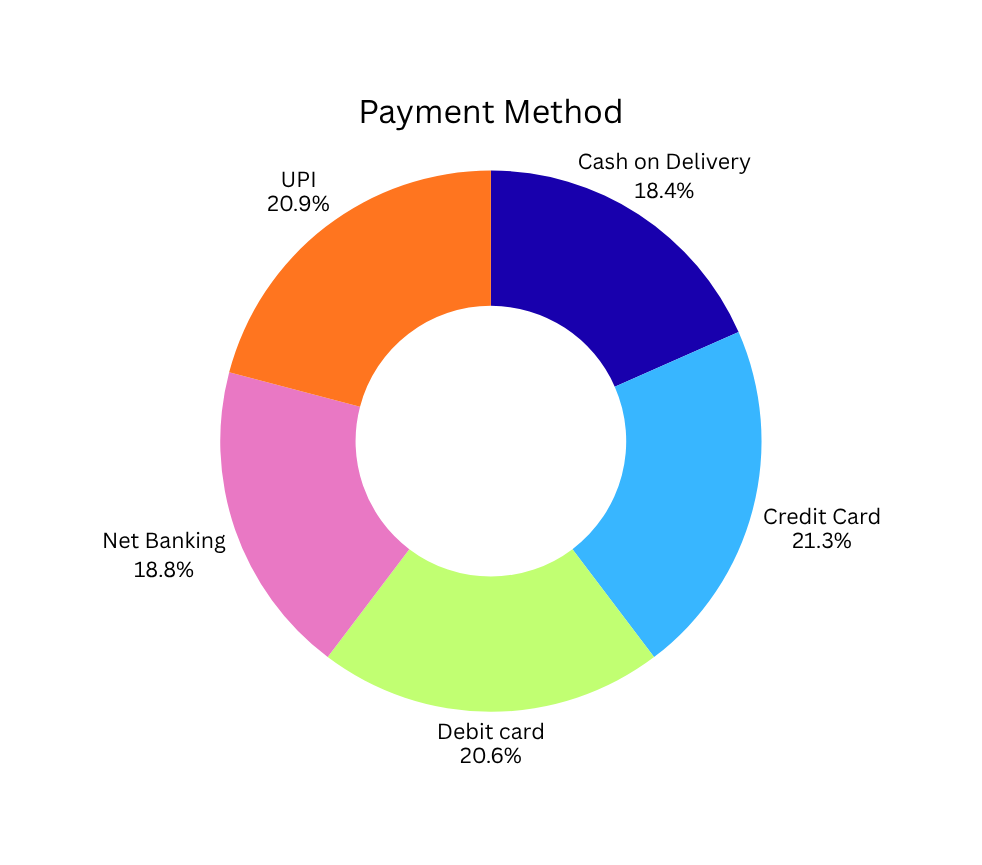 Payment Method
Cash on Delivery
18.4%
UPI
20.9%
Credit Card
21.3%
Net Banking
18.8%
Debit card
20.6%